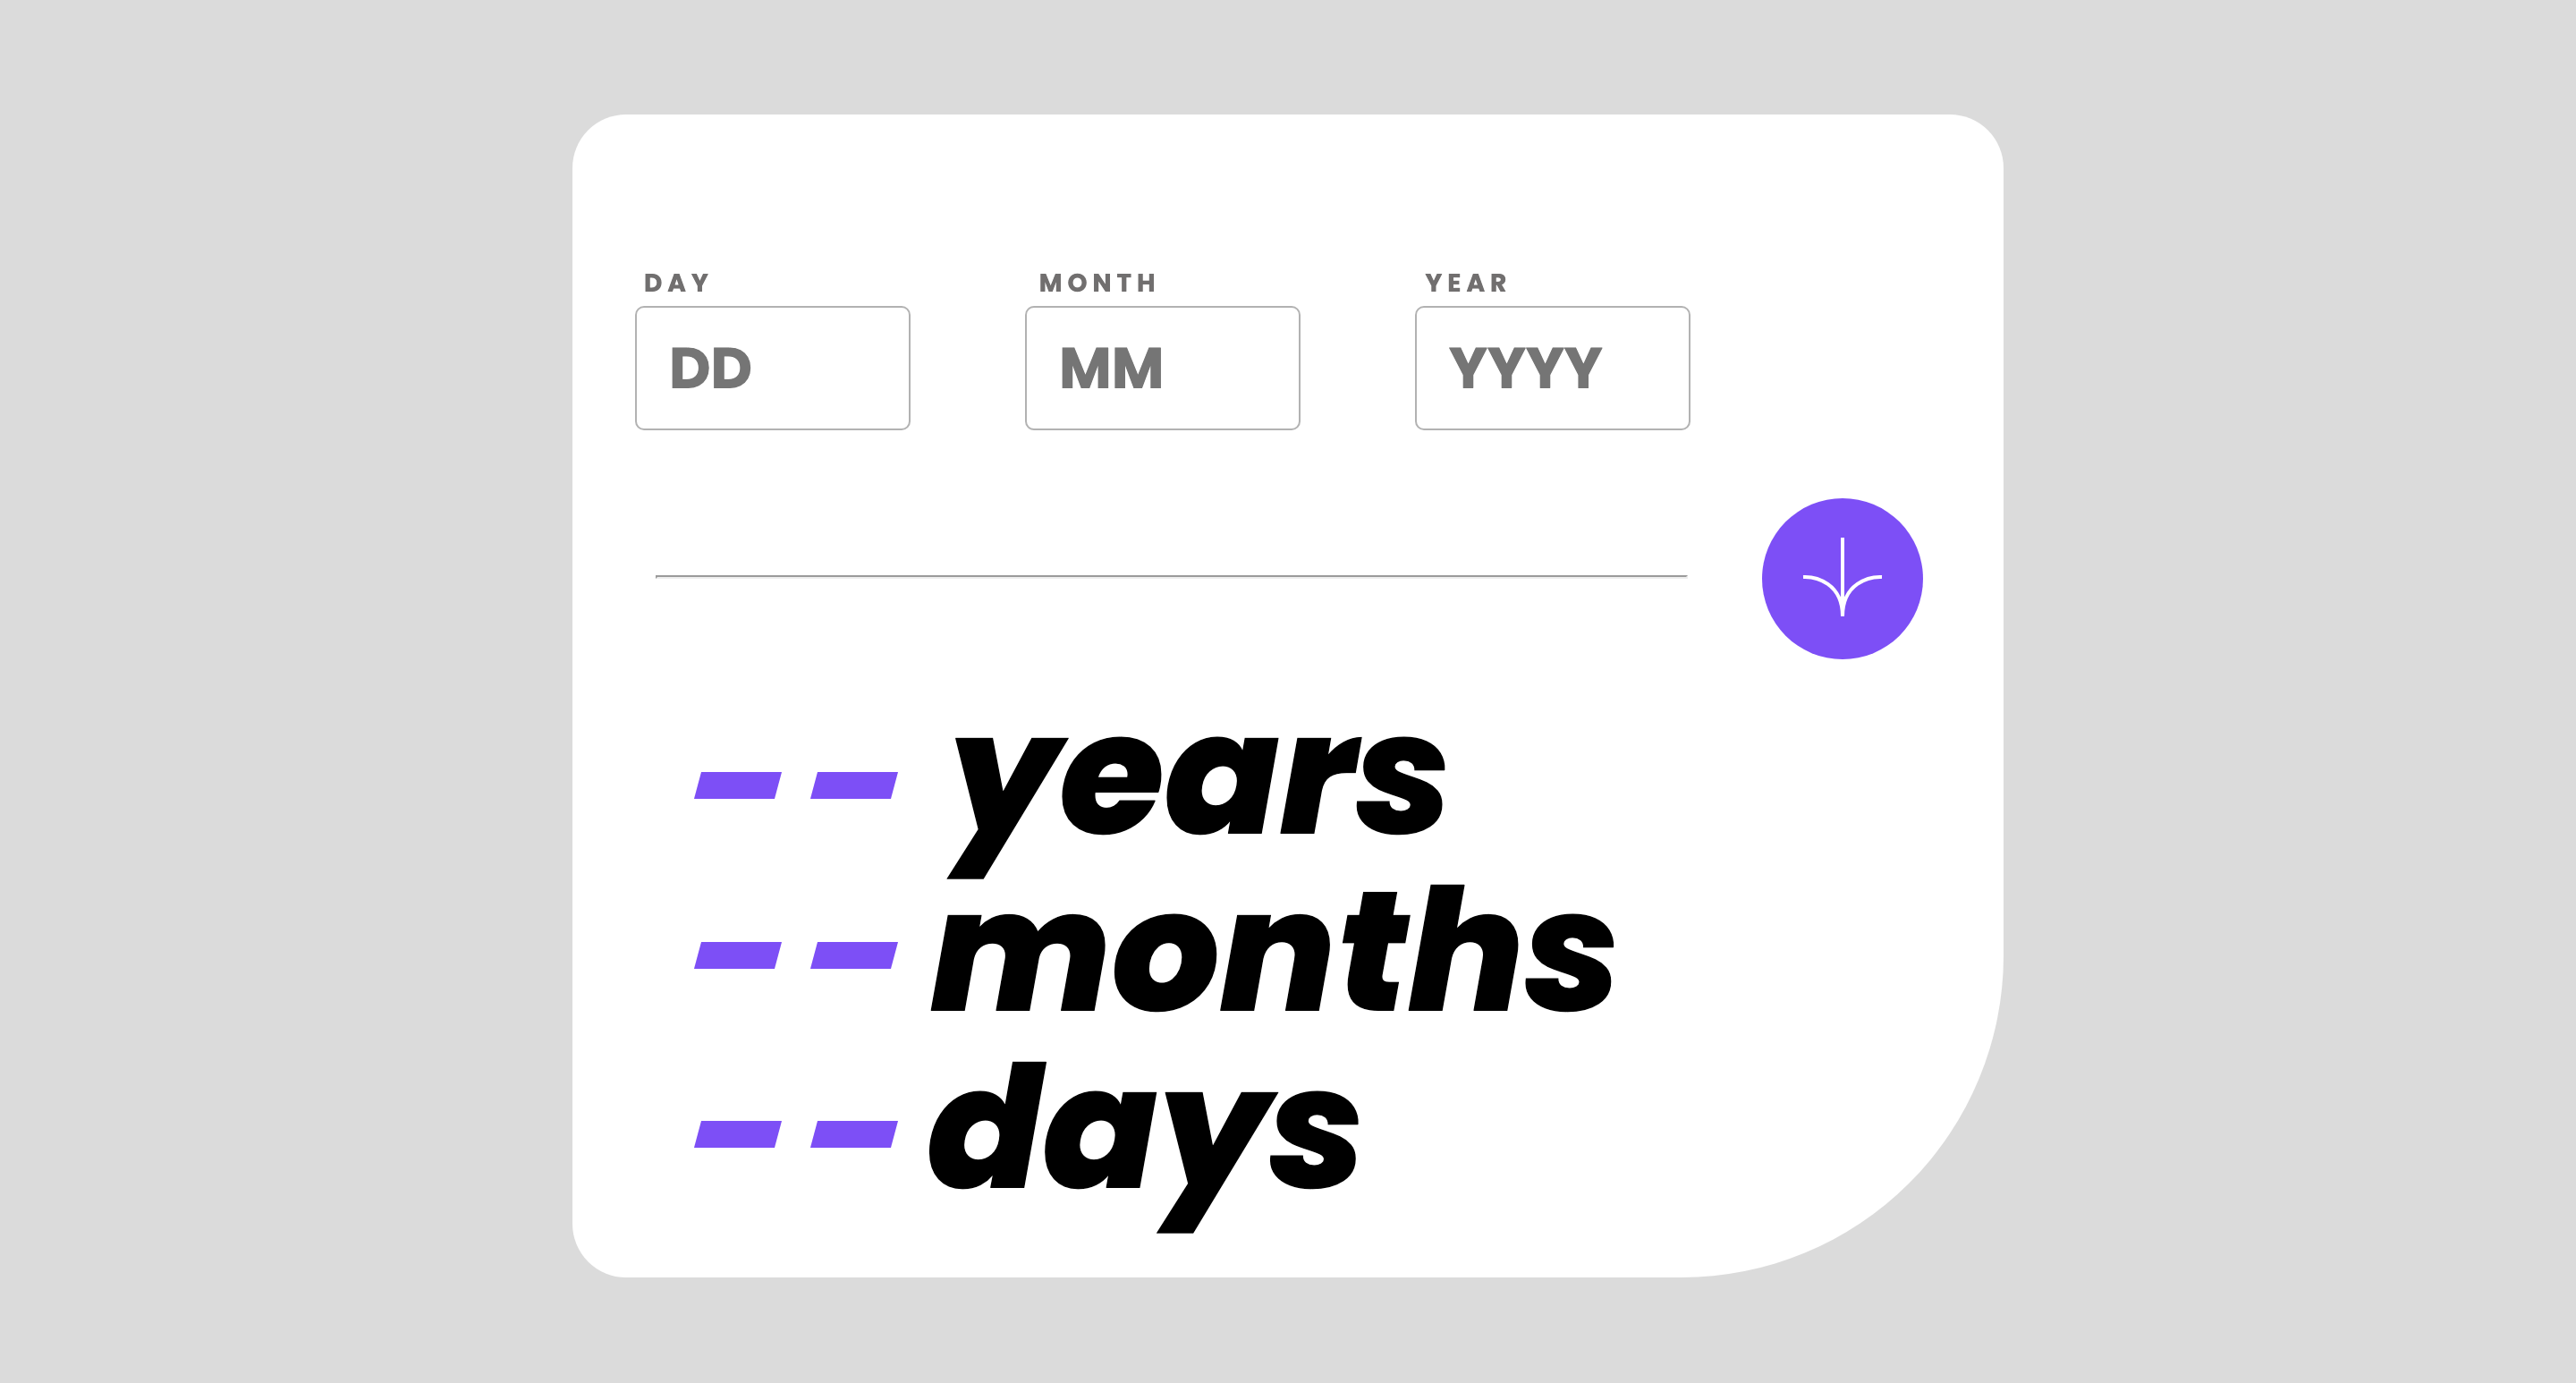 DAY MONTH YEAR
DD MM YYYY
-- years
-- months
-- days